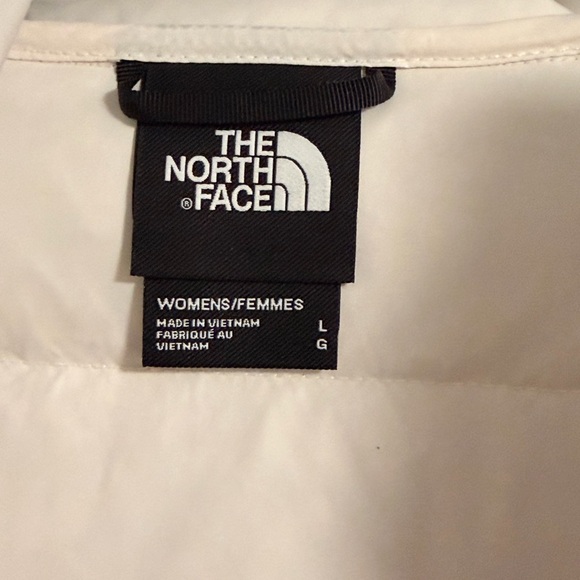 THE
NORTH
FACE
®
WOMENS/FEMMES
MADE IN VIETNAM
FABRIQUÉ AU
VIETNAM
L
G